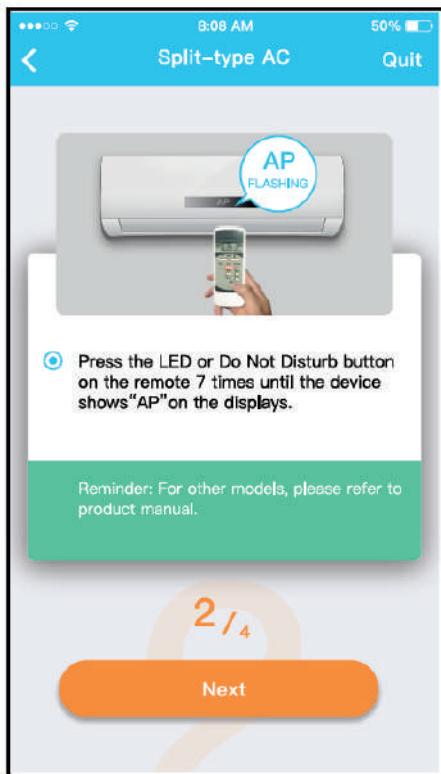 8:08 AM
50%
Split-type AC
Quit
AP
FLASHING
AP
Press the LED or Do Not Disturb button
on the remote 7 times until the device
shows“AP”on the displays.
Reminder: For other models, please refer to
product manual.
2/4
Next